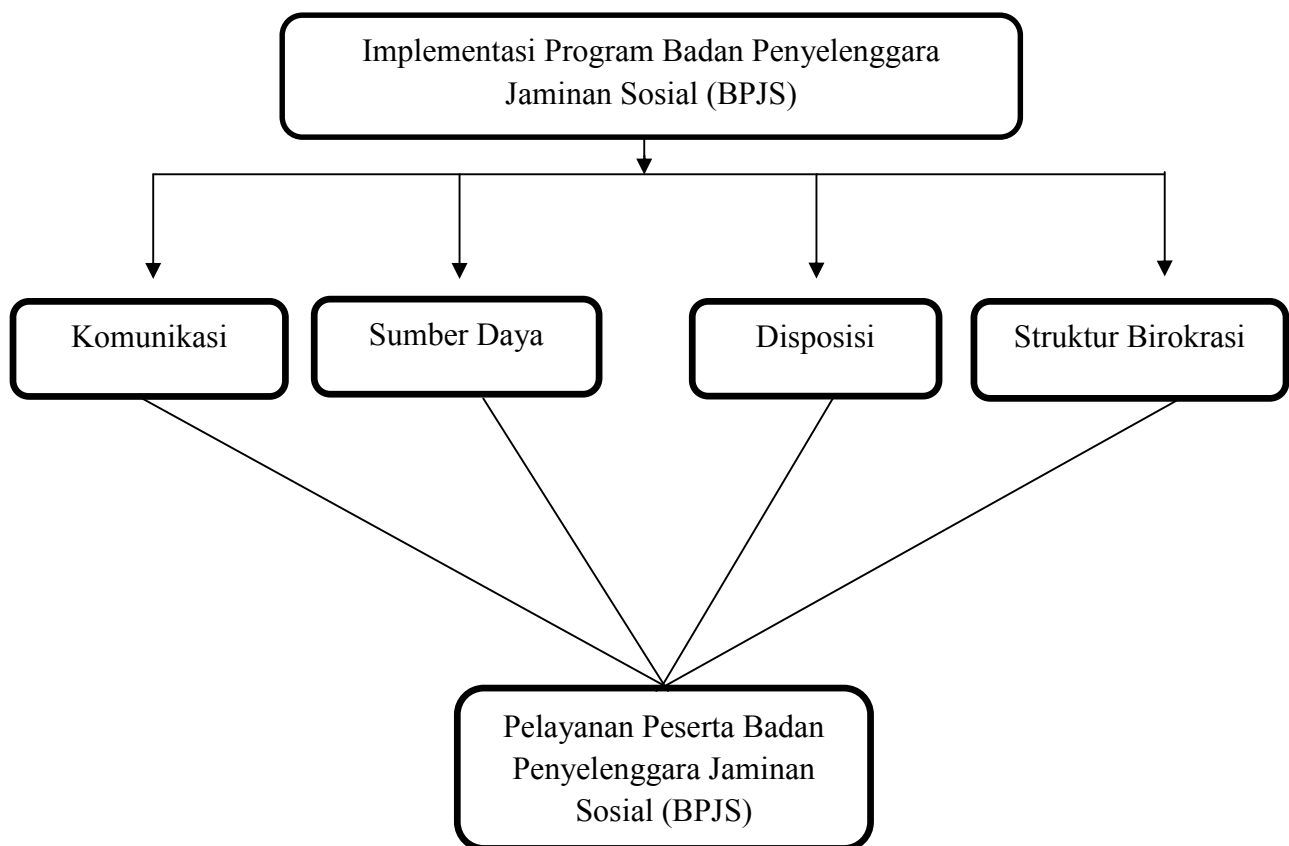 Implementasi Program Badan Penyelenggara
Jaminan Sosial (BPJS)
Komunikasi
Sumber Daya
Disposisi
Struktur Birokrasi
Pelayanan Peserta Badan
Penyelenggara Jaminan
Sosial (BPJS)